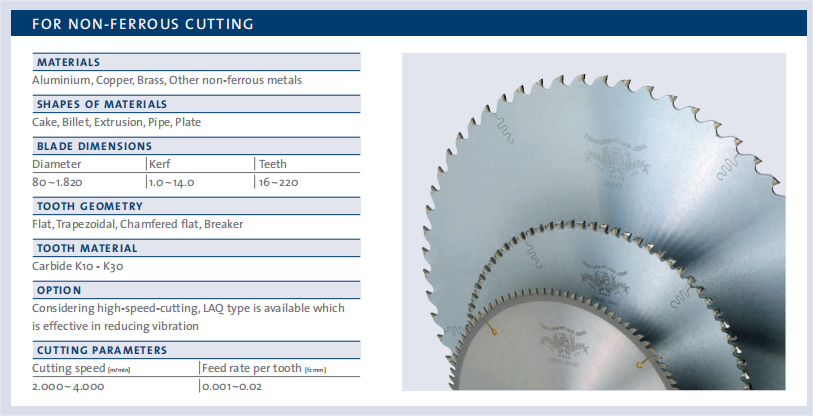 FOR NON-FERROUS CUTTING
MATERIALS
Aluminium, Copper, Brass, Other non-ferrous metals
SHAPES OF MATERIALS
Cake, Billet, Extrusion, Pipe, Plate
BLADE DIMENSIONS
Diameter Kerf Teeth
80~1.820 1.0~14.0 16~220
TOOTH GEOMETRY
Flat, Trapezoidal, Chamfered flat, Breaker
TOOTH MATERIAL
Carbide K10 - K30
OPTION
Considering high-speed-cutting, LAQ type is available which
is effective in reducing vibration
CUTTING PARAMETERS
Cutting speed [m/min] Feed rate per tooth [fz mm]
2.000~4.000 0.001~0.02